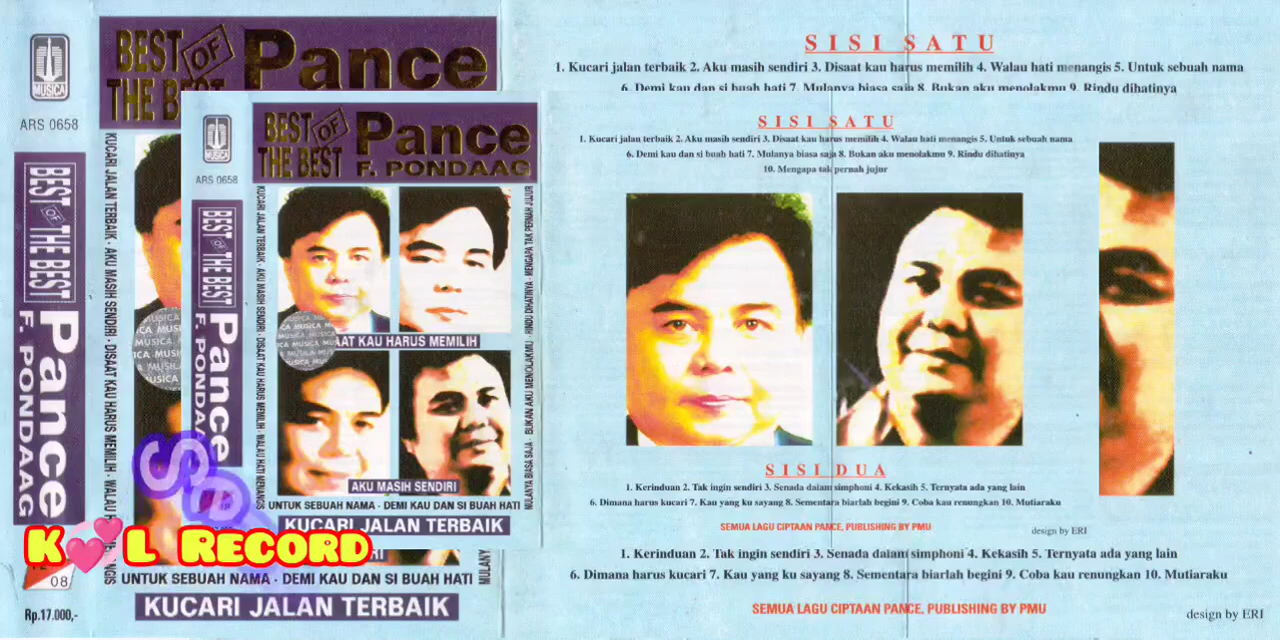 MUSICA
ARS 0658
BEST OF THE BEST
Pance
F. PONDAAG
Rp.17.000,-
08
BEST OF
THE BEST
Pance
KUCARI JALAN TERBAIK · AKU MASIH SENDIRI · DISAAT KAU HARUS MEMILIH · WALAU
UNTUK SEBUAH NAMA · DEMI KAU DAN SI BUAH HATI
KUCARI JALAN TERBAIK
K L Record
MUSICA
ARS 0658
BEST OF THE BEST
Pance
F. PONDAAG
BEST OF
THE BEST
Pance
F. PONDAAG
KUCARI JALAN TERBAIK · AKU MASIH SENDIRI · DISAAT KAU HARUS MEMILIH · WALAU HATI MENANGIS
AAT KAU HARUS MEMILIH
AKU MASIH SENDIRI
MULANYA BIASA SAJA · BUKAN AKU MENOLAKMU · RINDU DIHATINYA · MENGAPA TAK PERNAH JUJUR
UNTUK SEBUAH NAMA · DEMI KAU DAN SI BUAH HATI
KUCARI JALAN TERBAIK
SISI SATU
1. Kucari jalan terbaik 2. Aku masih sendiri 3. Disaat kau harus memilih 4. Walau hati menangis 5. Untuk sebuah nama
6. Demi kau dan si buah hati 7. Mulanya biasa saja 8. Bukan aku menolakmu 9. Rindu dihatinya
SISI SATU
1. Kucari jalan terbaik 2. Aku masih sendiri 3. Disaat kau harus memilih 4. Walau hati menangis 5. Untuk sebuah nama
6. Demi kau dan si buah hati 7. Mulanya biasa saja 8. Bukan aku menolakmu 9. Rindu dihatinya
10. Mengapa tak pernah jujur
SISI DUA
1. Kerinduan 2. Tak ingin sendiri 3. Senada dalam simphoni 4. Kekasih 5. Ternyata ada yang lain
6. Dimana harus kucari 7. Kau yang ku sayang 8. Sementara biarlah begini 9. Coba kau renungkan 10. Mutiaraku
SEMUA LAGU CIPTAAN PANCE, PUBLISHING BY PMU
design by ERI
1. Kerinduan 2. Tak ingin sendiri 3. Senada dalam simphoni 4. Kekasih 5. Ternyata ada yang lain
6. Dimana harus kucari 7. Kau yang ku sayang 8. Sementara biarlah begini 9. Coba kau renungkan 10. Mutiaraku
SEMUA LAGU CIPTAAN PANCE, PUBLISHING BY PMU
design by ERI